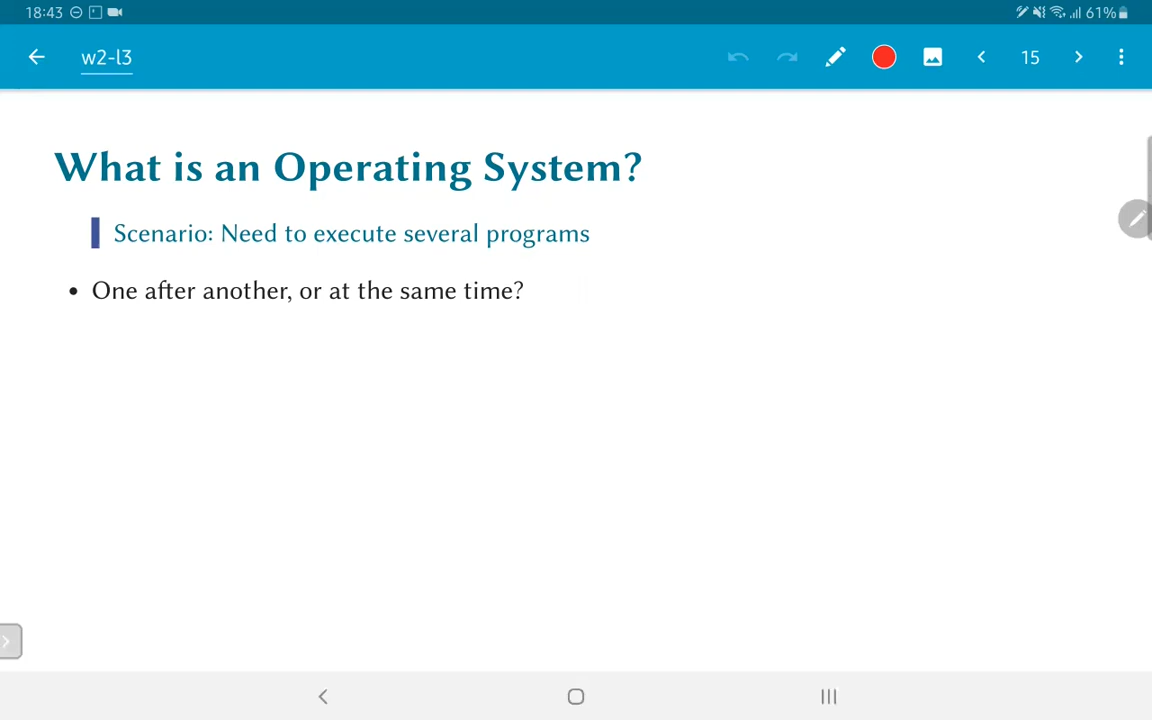 18:43
61%
w2-l3
15
What is an Operating System?
Scenario: Need to execute several programs
• One after another, or at the same time?